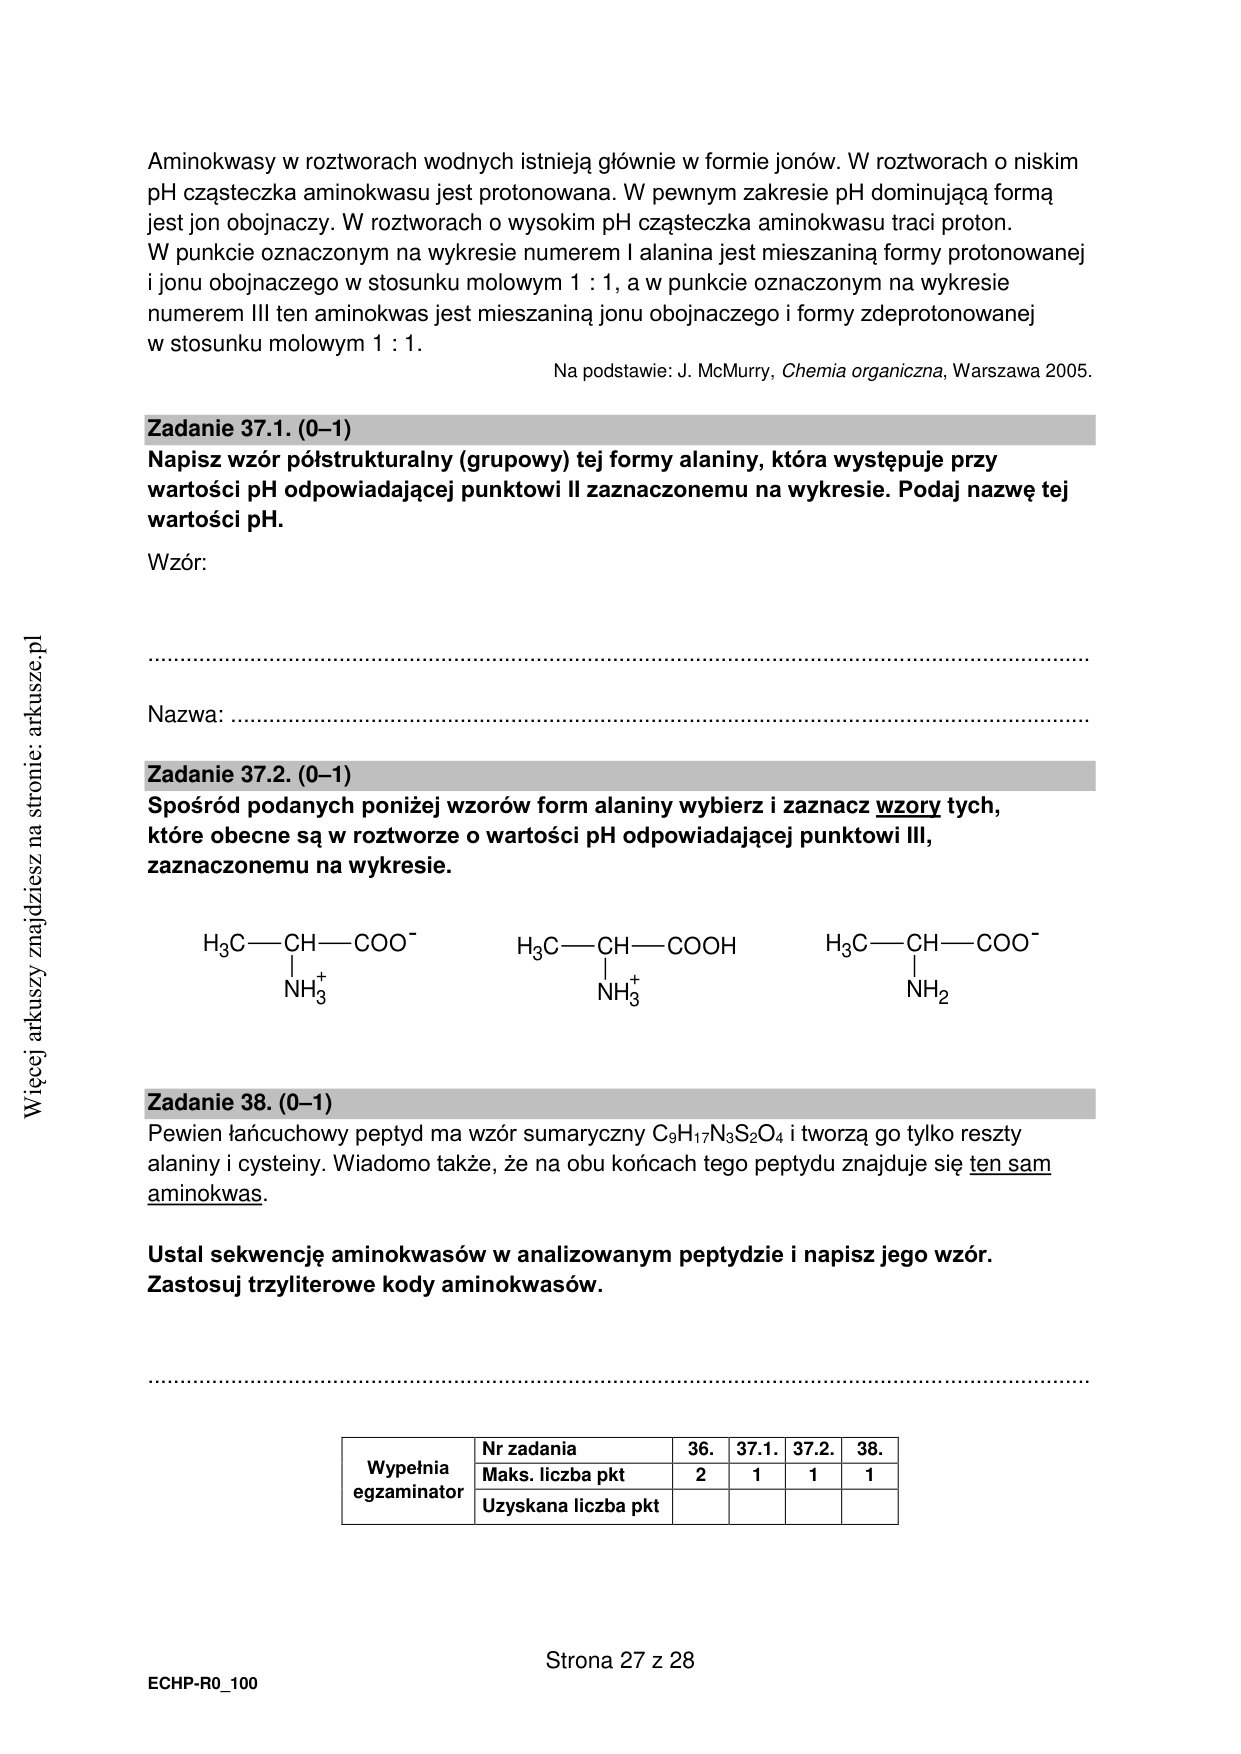 Aminokwasy w roztworach wodnych istnieją głównie w formie jonów. W roztworach o niskim
pH cząsteczka aminokwasu jest protonowana. W pewnym zakresie pH dominującą formą
jest jon obojnaczy. W roztworach o wysokim pH cząsteczka aminokwasu traci proton.
W punkcie oznaczonym na wykresie numerem I alanina jest mieszaniną formy protonowanej
i jonu obojnaczego w stosunku molowym 1 : 1, a w punkcie oznaczonym na wykresie
numerem III ten aminokwas jest mieszaniną jonu obojnaczego i formy zdeprotonowanej
w stosunku molowym 1 : 1.
Na podstawie: J. McMurry, Chemia organiczna, Warszawa 2005.
Zadanie 37.1. (0–1)
Napisz wzór półstrukturalny (grupowy) tej formy alaniny, która występuje przy
wartości pH odpowiadającej punktowi II zaznaczonemu na wykresie. Podaj nazwę tej
wartości pH.
Wzór:
....................................................................................................................................................
Nazwa: .......................................................................................................................................
Zadanie 37.2. (0–1)
Spośród podanych poniżej wzorów form alaniny wybierz i zaznacz wzory tych,
które obecne są w roztworze o wartości pH odpowiadającej punktowi III,
zaznaczonemu na wykresie.
H₃C—CH—COO⁻ H₃C—CH—COOH H₃C—CH—COO⁻
NH₃⁺ NH₃⁺ NH₂
Zadanie 38. (0–1)
Pewien łańcuchowy peptyd ma wzór sumaryczny C₉H₁₇N₃S₂O₄ i tworzą go tylko reszty
alaniny i cysteiny. Wiadomo także, że na obu końcach tego peptydu znajduje się ten sam
aminokwas.
Ustal sekwencję aminokwasów w analizowanym peptydzie i napisz jego wzór.
Zastosuj trzyliterowe kody aminokwasów.
....................................................................................................................................................
Wypełnia egzaminator
Nr zadania 36. 37.1. 37.2. 38.
Maks. liczba pkt 2 1 1 1
Uzyskana liczba pkt
Strona 27 z 28
ECHP-R0_100
Więcej arkuszy znajdziesz na stronie: arkusze.pl